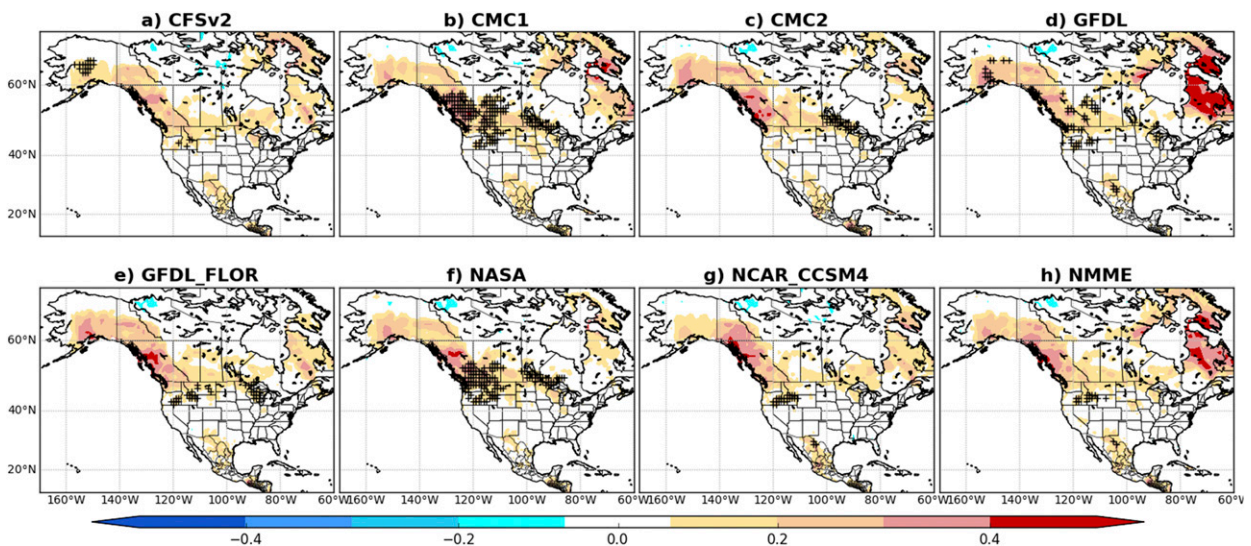 a) CFSv2 b) CMC1 c) CMC2 d) GFDL
60°N
40°N
20°N
e) GFDL_FLOR f) NASA g) NCAR_CCSM4 h) NMME
60°N
40°N
20°N
160°W 140°W 120°W 100°W 80°W 60°W 160°W 140°W 120°W 100°W 80°W 60°W 160°W 140°W 120°W 100°W 80°W 60°W 160°W 140°W 120°W 100°W 80°W 60°W
−0.4 −0.2 0.0 0.2 0.4